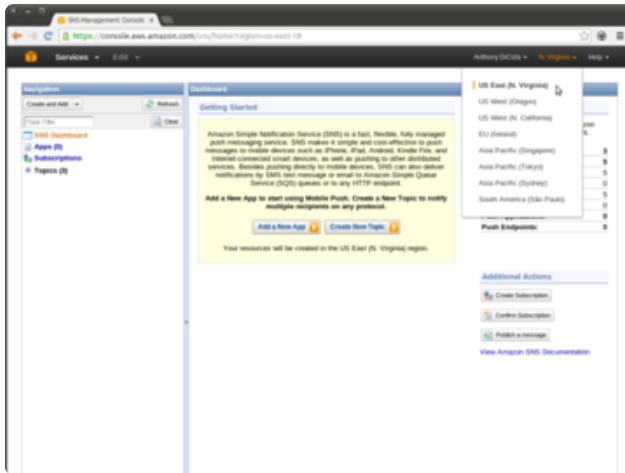 SNS Management Console
https://console.aws.amazon.com/sns/home?region=us-east-1#
Services
Edit
Anthony DiCola
N. Virginia
Help
Navigation
Create and Add
Refresh
Topic Filter
Clear
SNS Dashboard
Apps (0)
Subscriptions
Topics (3)
Dashboard
Getting Started
Amazon Simple Notification Service (SNS) is a fast, flexible, fully managed
push messaging service. SNS makes it simple and cost-effective to push
messages to mobile devices such as iPhone, iPad, Android, Kindle Fire, and
internet-connected smart devices, as well as pushing to other distributed
services. Besides pushing directly to mobile devices, SNS can also deliver
notifications by SMS text message or email to Amazon Simple Queue
Service (SQS) queues or to any HTTP endpoint.
Add a New App to start using Mobile Push. Create a New Topic to notify
multiple recipients on any protocol.
Add a New App
Create New Topic
Your resources will be created in the US East (N. Virginia) region.
US East (N. Virginia)
US West (Oregon)
US West (N. California)
EU (Ireland)
Asia Pacific (Singapore)
Asia Pacific (Tokyo)
Asia Pacific (Sydney)
South America (São Paulo)
3
5
5
0
5
0
0
Push Endpoints: 0
Additional Actions
Create Subscription
Confirm Subscription
Publish a message
View Amazon SNS Documentation